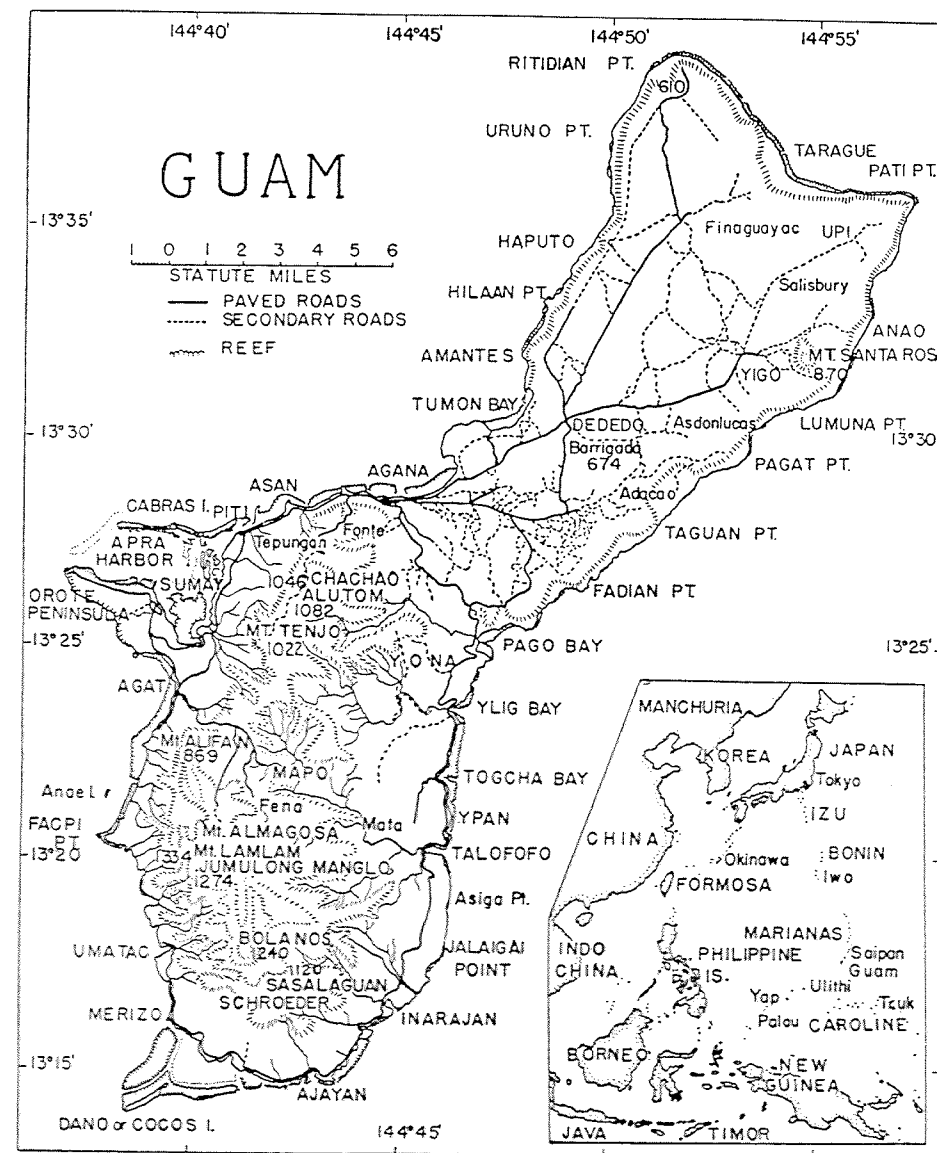 144°40'
144°45'
144°50'
144°55'
RITIDIAN PT.
610
URUNO PT.
TARAGUE
PATI PT.
GUAM
13°35'
Finaguayac
UPI
HAPUTO
1 0 1 2 3 4 5 6
STATUTE MILES
PAVED ROADS
SECONDARY ROADS
REEF
HILAAN PT.
Salisbury
ANAO
AMANTES
MT. SANTA ROS
YIGO
870
TUMON BAY
13°30'
DEDEDO
Asdonlucas
LUMUNA PT.
13°30
Barrigada
674
PAGAT PT.
AGANA
ASAN
Adacao
CABRAS I.
PITI
Fonte
TAGUAN PT.
APRA
HARBOR
Tepungan
SUMAY
1046
CHACHAO
ALUTOM
1082
FADIAN PT.
OROTE
PENINSULA
MT. TENJO
1022
13°25'
PAGO BAY
13°25'
YONA
AGAT
YLIG BAY
Mt. ALIFAN
869
MAPO
TOGCHA BAY
Anae I.
Fena
YPAN
FACPI
PT.
Mt. ALMAGOSA
Mata
13°20
1334
Mt. LAMLAM
TALOFOFO
JUMULONG MANGLO
1274
Asiga Pt.
UMATAC
BOLANOS
1240
JALAIGAI
POINT
1120
SASALAGUAN
SCHROEDER
MERIZO
INARAJAN
13°15'
AJAYAN
DANO or COCOS I.
144°45'
MANCHURIA
KOREA
JAPAN
Tokyo
IZU
CHINA
Okinawa
BONIN
Iwo
FORMOSA
MARIANAS
INDO
CHINA
PHILIPPINE
IS.
Saipan
Guam
Ulithi
Yap
Truk
Palau
CAROLINE
BORNEO
NEW
GUINEA
JAVA
TIMOR